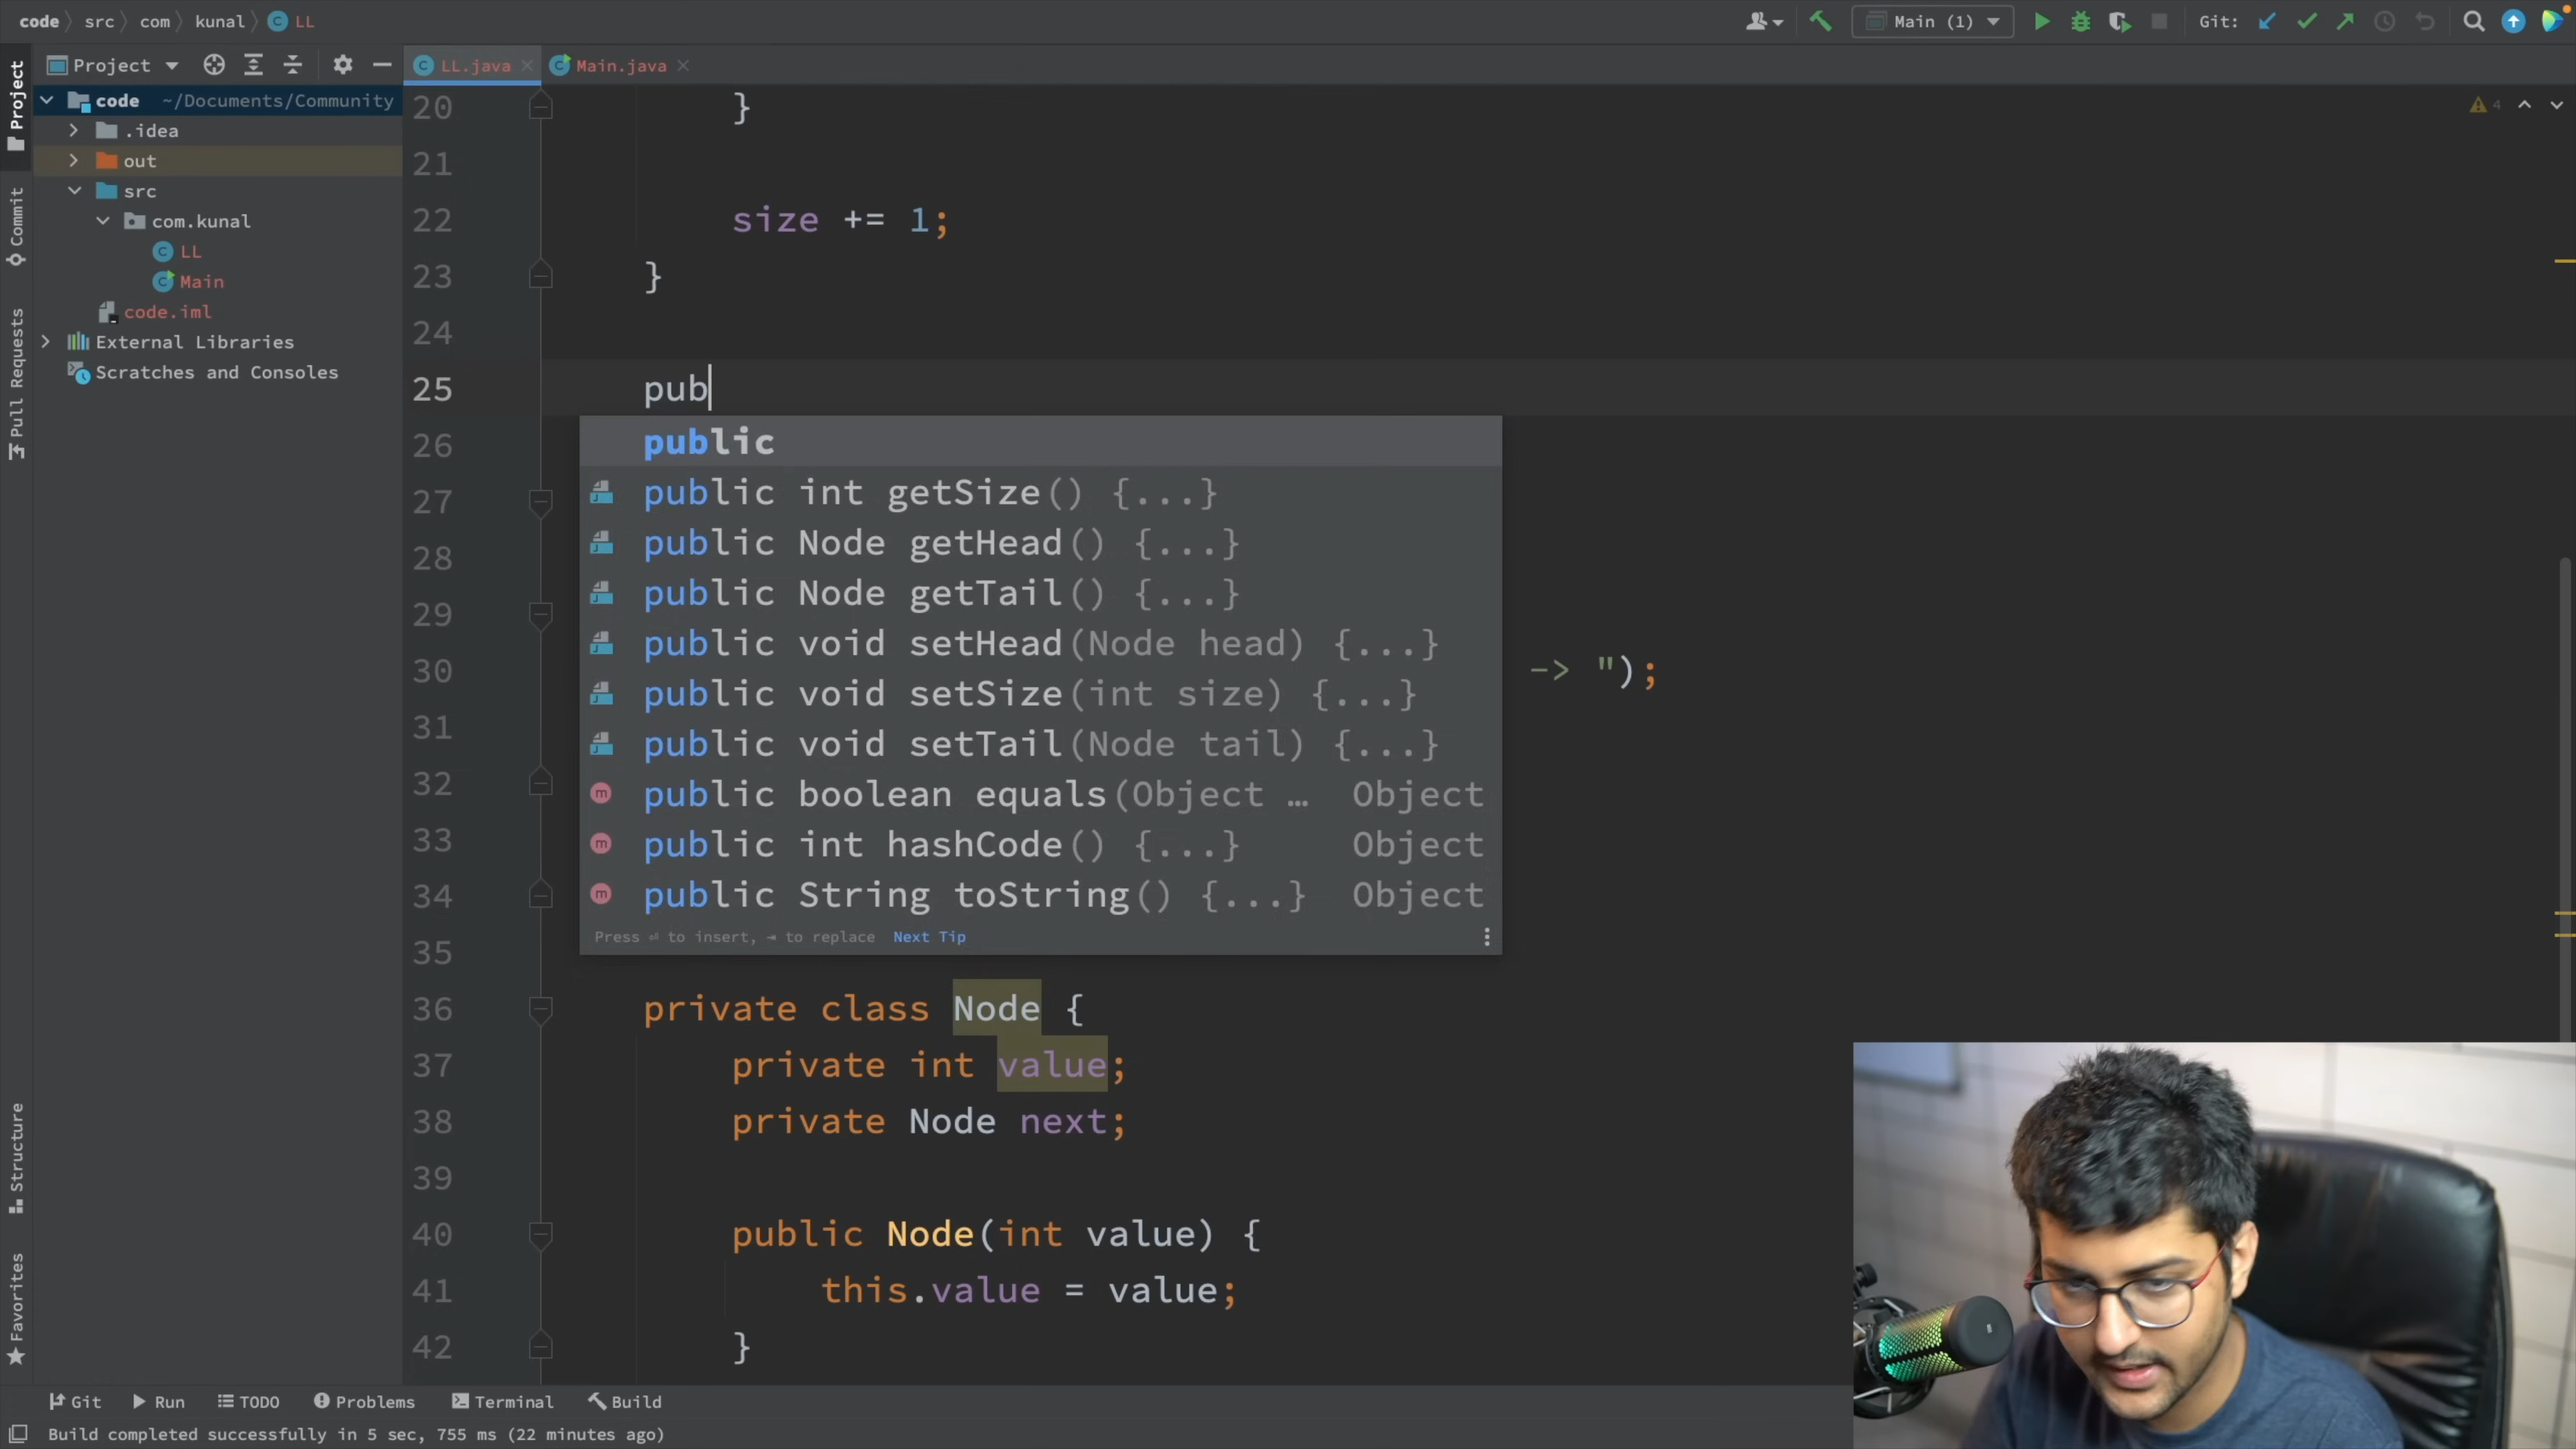 code src com kunal LL
Main (1) Git:
Project
LL.java Main.java
code ~/Documents/Community
.idea
out
src
com.kunal
LL
Main
code.iml
External Libraries
Scratches and Consoles
Project
Commit
Pull Requests
Structure
Favorites
4
20 }
21
22 size += 1;
23 }
24
25 pub
26
27
28
29
30 -> ");
31
32
33
34
35
public
public int getSize() {...}
public Node getHead() {...}
public Node getTail() {...}
public void setHead(Node head) {...}
public void setSize(int size) {...}
public void setTail(Node tail) {...}
public boolean equals(Object … Object
public int hashCode() {...} Object
public String toString() {...} Object
Press ⏎ to insert, ⇥ to replace Next Tip
36 private class Node {
37 private int value;
38 private Node next;
39
40 public Node(int value) {
41 this.value = value;
42 }
Git Run TODO Problems Terminal Build
Build completed successfully in 5 sec, 755 ms (22 minutes ago)